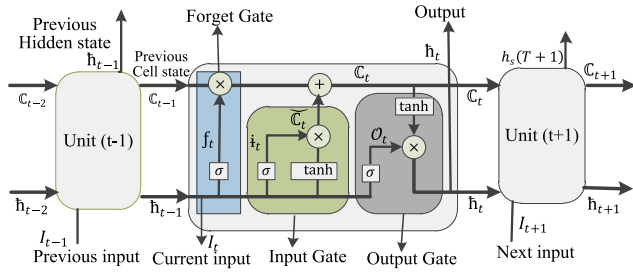 Forget Gate
Output
Previous
Hidden state
ħₜ₋₁
Previous
Cell state
ħₜ
hₛ(T + 1)
ℂₜ₋₂
ℂₜ₋₁
×
+
ℂₜ
ℂₜ
ℂₜ₊₁
Unit (t-1)
fₜ
ɨₜ
ℂ̆ₜ
×
tanh
𝒪ₜ
×
Unit (t+1)
σ
σ
tanh
σ
ħₜ₋₂
ħₜ₋₁
ħₜ
ħₜ₊₁
Iₜ₋₁
Iₜ
Iₜ₊₁
Previous input
Current input
Input Gate
Output Gate
Next input